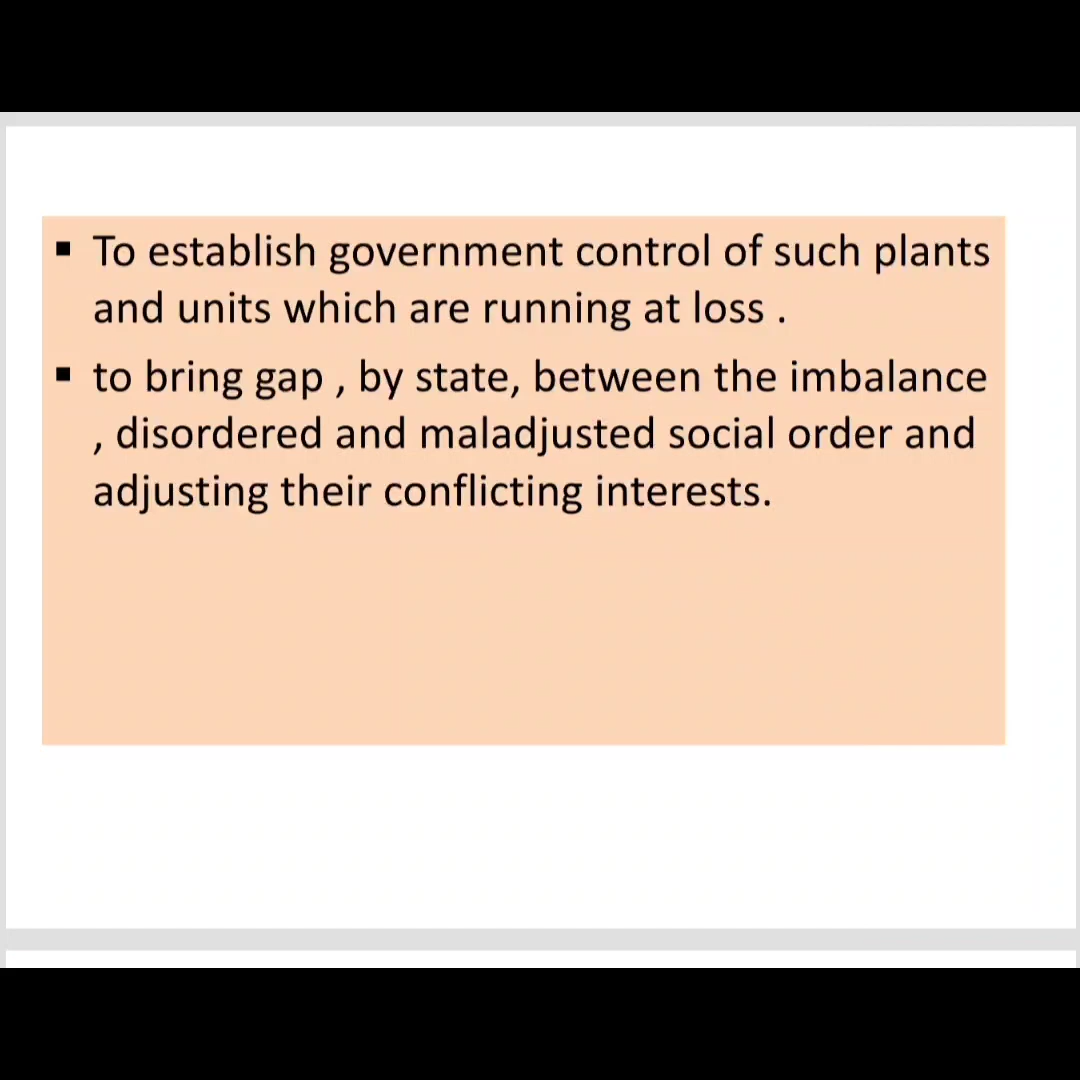 ▪ To establish government control of such plants
and units which are running at loss .
▪ to bring gap , by state, between the imbalance
, disordered and maladjusted social order and
adjusting their conflicting interests.